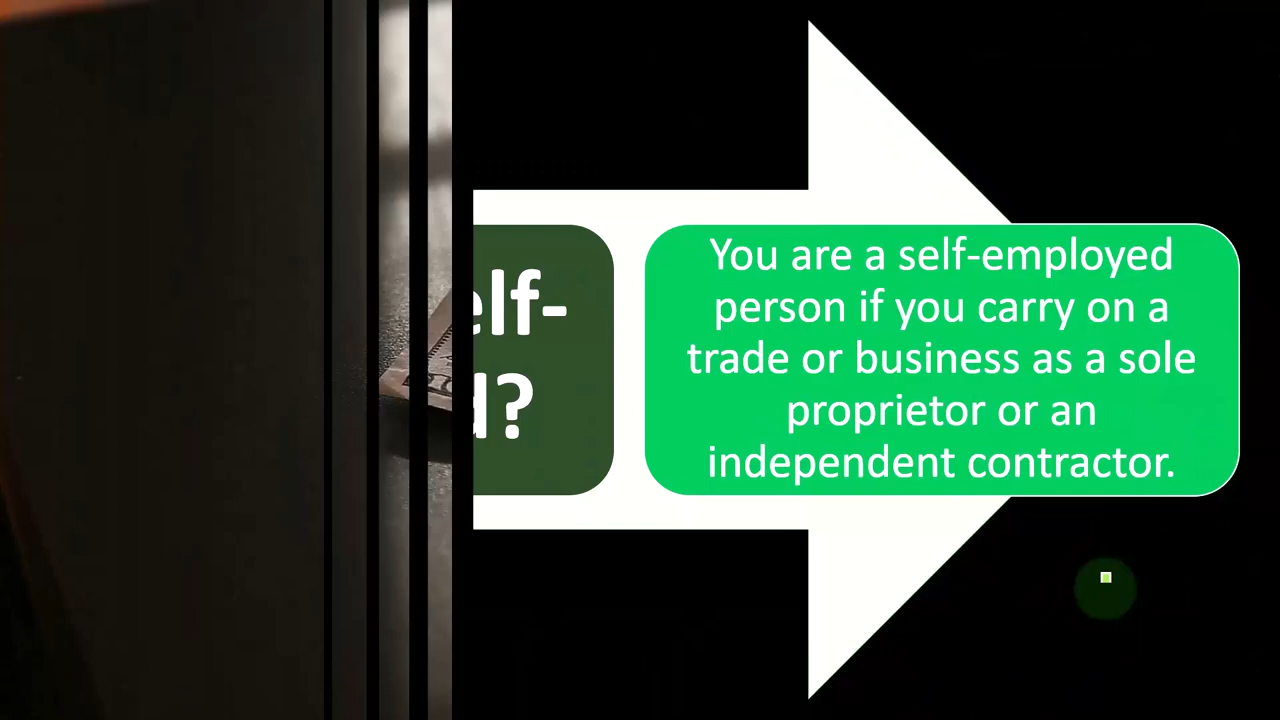 elf-
d?
You are a self-employed
person if you carry on a
trade or business as a sole
proprietor or an
independent contractor.